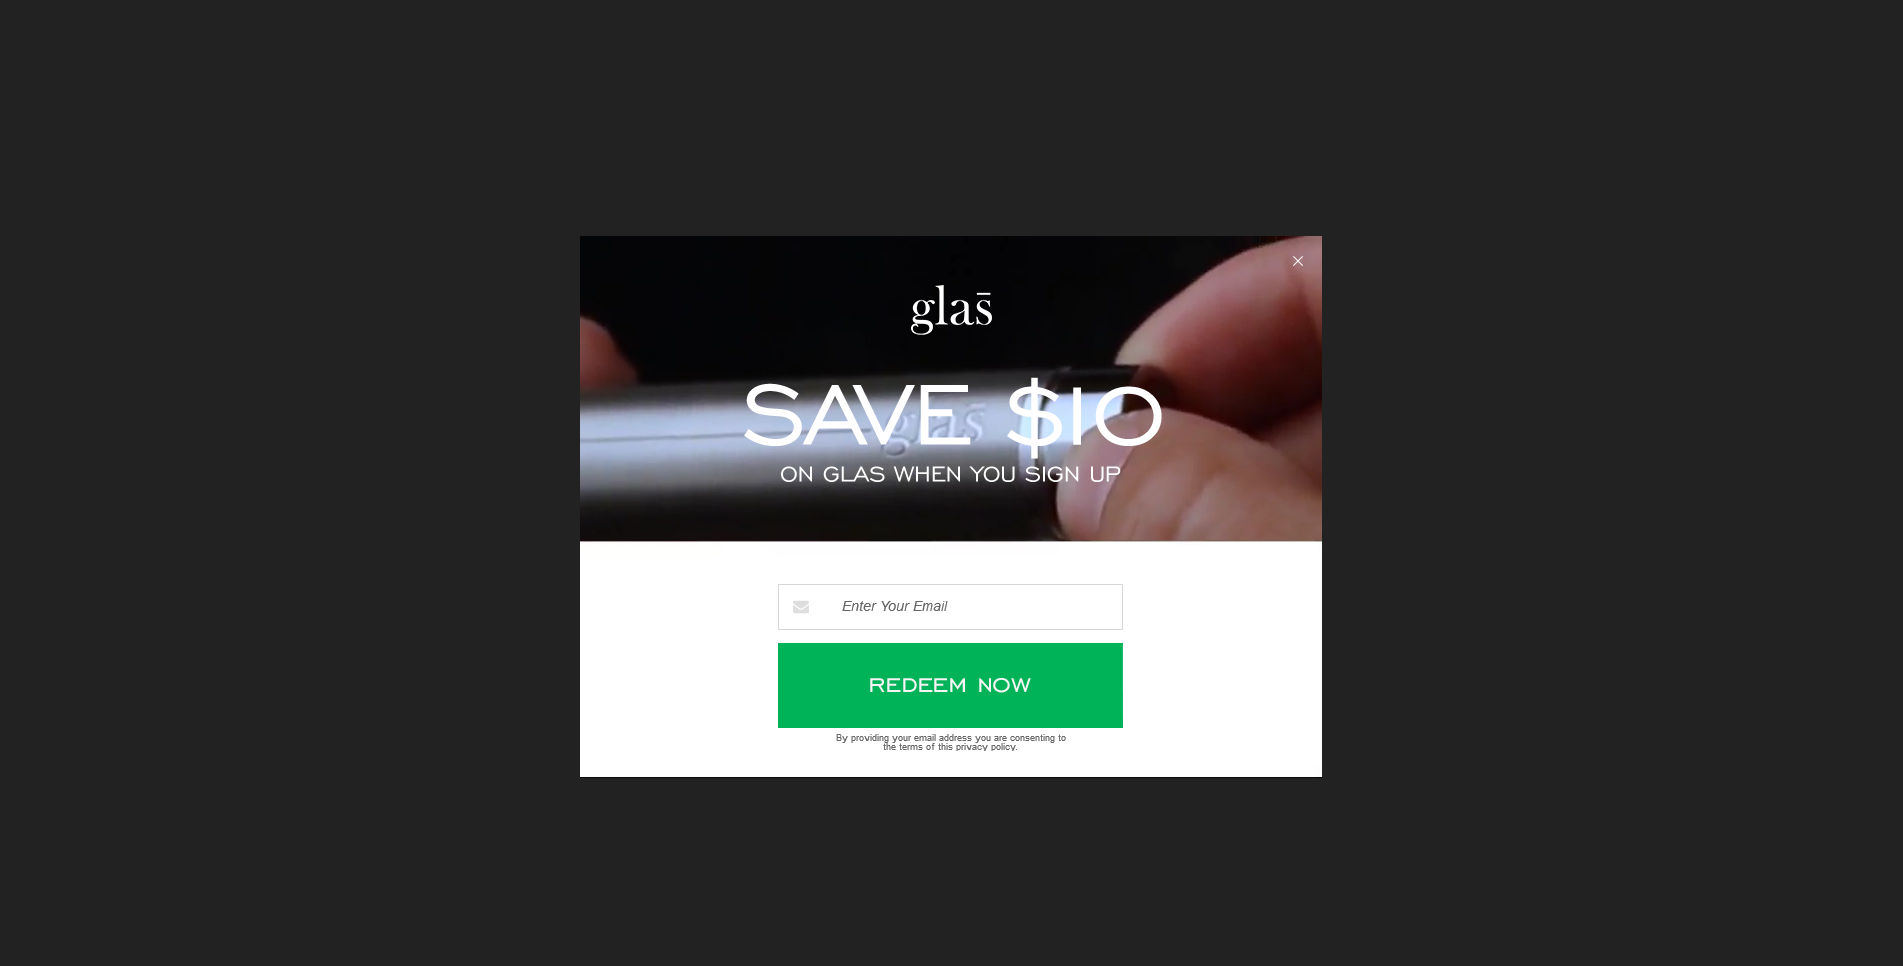 glas̄
SAVE $10
glas̄
ON GLAS WHEN YOU SIGN UP
Enter Your Email
REDEEM NOW
By providing your email address you are consenting to
the terms of this privacy policy.